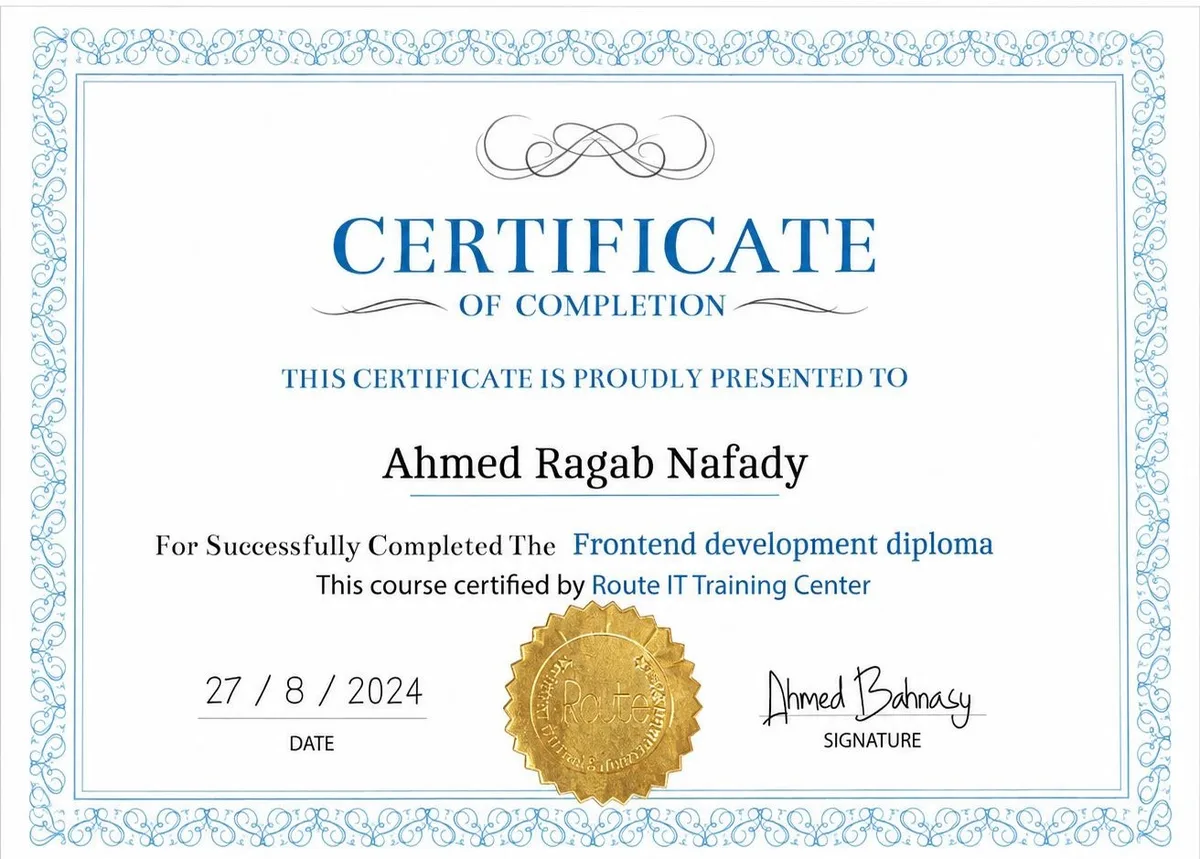 CERTIFICATE
OF COMPLETION
THIS CERTIFICATE IS PROUDLY PRESENTED TO
Ahmed Ragab Nafady
For Successfully Completed The Frontend development diploma
This course certified by Route IT Training Center
27 / 8 / 2024
DATE
Route
Ahmed Bahnasy
SIGNATURE